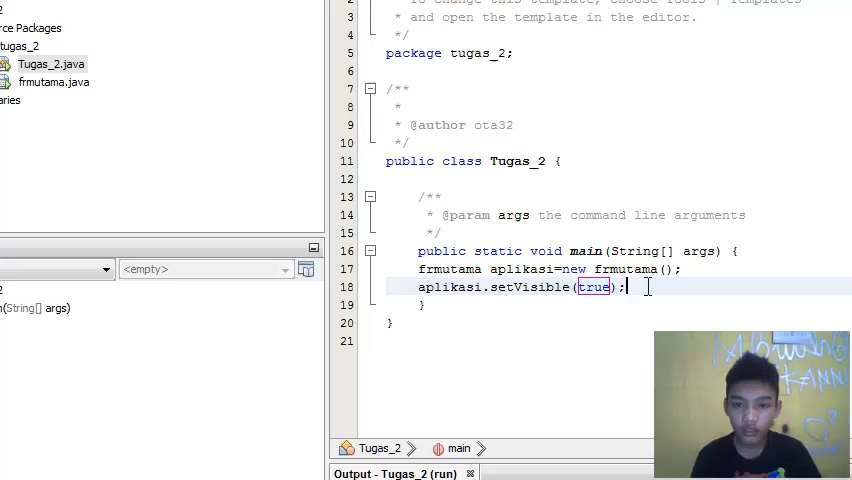 2
rce Packages
tugas_2
Tugas_2.java
frmutama.java
aries
<empty>
2
n(String[] args)
2 * To change this template, choose Tools | Templates
3 * and open the template in the editor.
4 */
5 package tugas_2;
6
7 /**
8 *
9 * @author ota32
10 */
11 public class Tugas_2 {
12
13 /**
14 * @param args the command line arguments
15 */
16 public static void main(String[] args) {
17 frmutama aplikasi=new frmutama();
18 aplikasi.setVisible(true);
19 }
20 }
21
Tugas_2
main
Output - Tugas_2 (run)